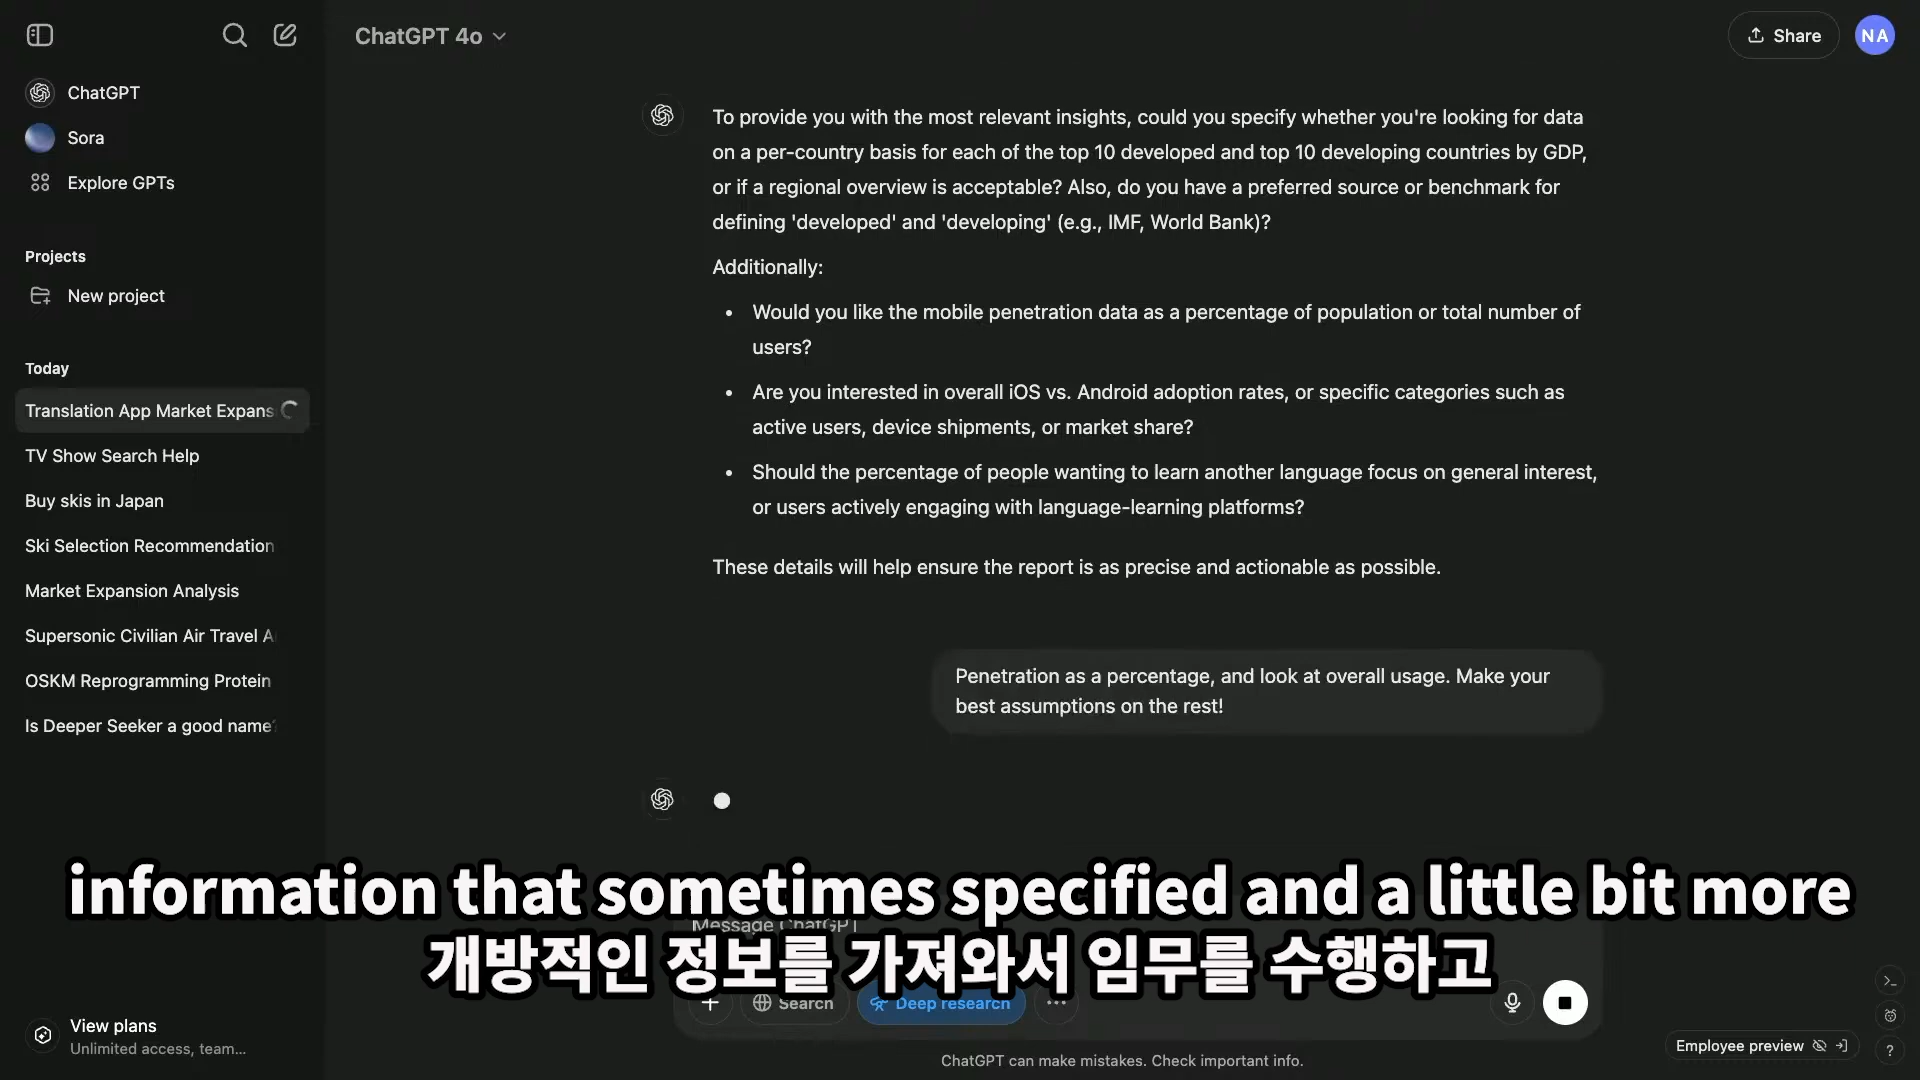 ChatGPT 4o
Share
NA
ChatGPT
Sora
Explore GPTs
Projects
New project
Today
Translation App Market Expans
TV Show Search Help
Buy skis in Japan
Ski Selection Recommendation
Market Expansion Analysis
Supersonic Civilian Air Travel A
OSKM Reprogramming Protein
Is Deeper Seeker a good name?
View plans
Unlimited access, team...
To provide you with the most relevant insights, could you specify whether you're looking for data
on a per-country basis for each of the top 10 developed and top 10 developing countries by GDP,
or if a regional overview is acceptable? Also, do you have a preferred source or benchmark for
defining 'developed' and 'developing' (e.g., IMF, World Bank)?
Additionally:
• Would you like the mobile penetration data as a percentage of population or total number of
users?
• Are you interested in overall iOS vs. Android adoption rates, or specific categories such as
active users, device shipments, or market share?
• Should the percentage of people wanting to learn another language focus on general interest,
or users actively engaging with language-learning platforms?
These details will help ensure the report is as precise and actionable as possible.
Penetration as a percentage, and look at overall usage. Make your
best assumptions on the rest!
information that sometimes specified and a little bit more
Message ChatGPT
개방적인 정보를 가져와서 임무를 수행하고
Search
Deep research
ChatGPT can make mistakes. Check important info.
Employee preview
?